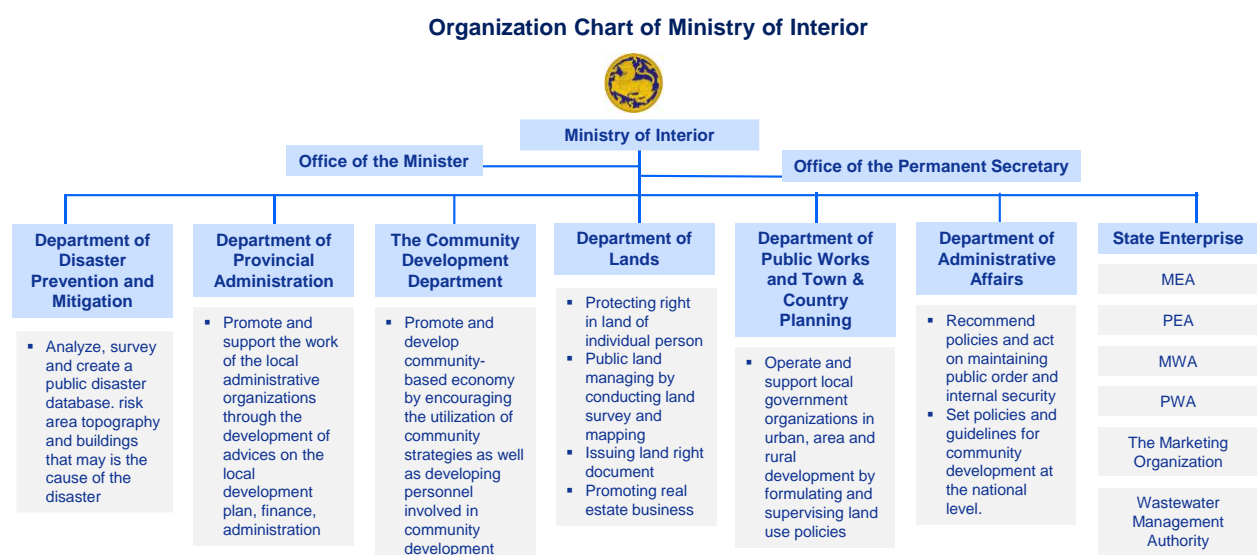 Organization Chart of Ministry of Interior
Ministry of Interior
Office of the Minister
Office of the Permanent Secretary
Department of
Disaster
Prevention and
Mitigation
▪ Analyze, survey
and create a
public disaster
database. risk
area topography
and buildings
that may is the
cause of the
disaster
Department of
Provincial
Administration
▪ Promote and
support the work
of the local
administrative
organizations
through the
development of
advices on the
local
development
plan, finance,
administration
The Community
Development
Department
▪ Promote and
develop
community-
based economy
by encouraging
the utilization of
community
strategies as well
as developing
personnel
involved in
community
development
Department of
Lands
▪ Protecting right
in land of
individual person
▪ Public land
managing by
conducting land
survey and
mapping
▪ Issuing land right
document
▪ Promoting real
estate business
Department of
Public Works
and Town &
Country
Planning
▪ Operate and
support local
government
organizations in
urban, area and
rural
development by
formulating and
supervising land
use policies
Department of
Administrative
Affairs
▪ Recommend
policies and act
on maintaining
public order and
internal security
▪ Set policies and
guidelines for
community
development at
the national
level.
State Enterprise
MEA
PEA
MWA
PWA
The Marketing
Organization
Wastewater
Management
Authority